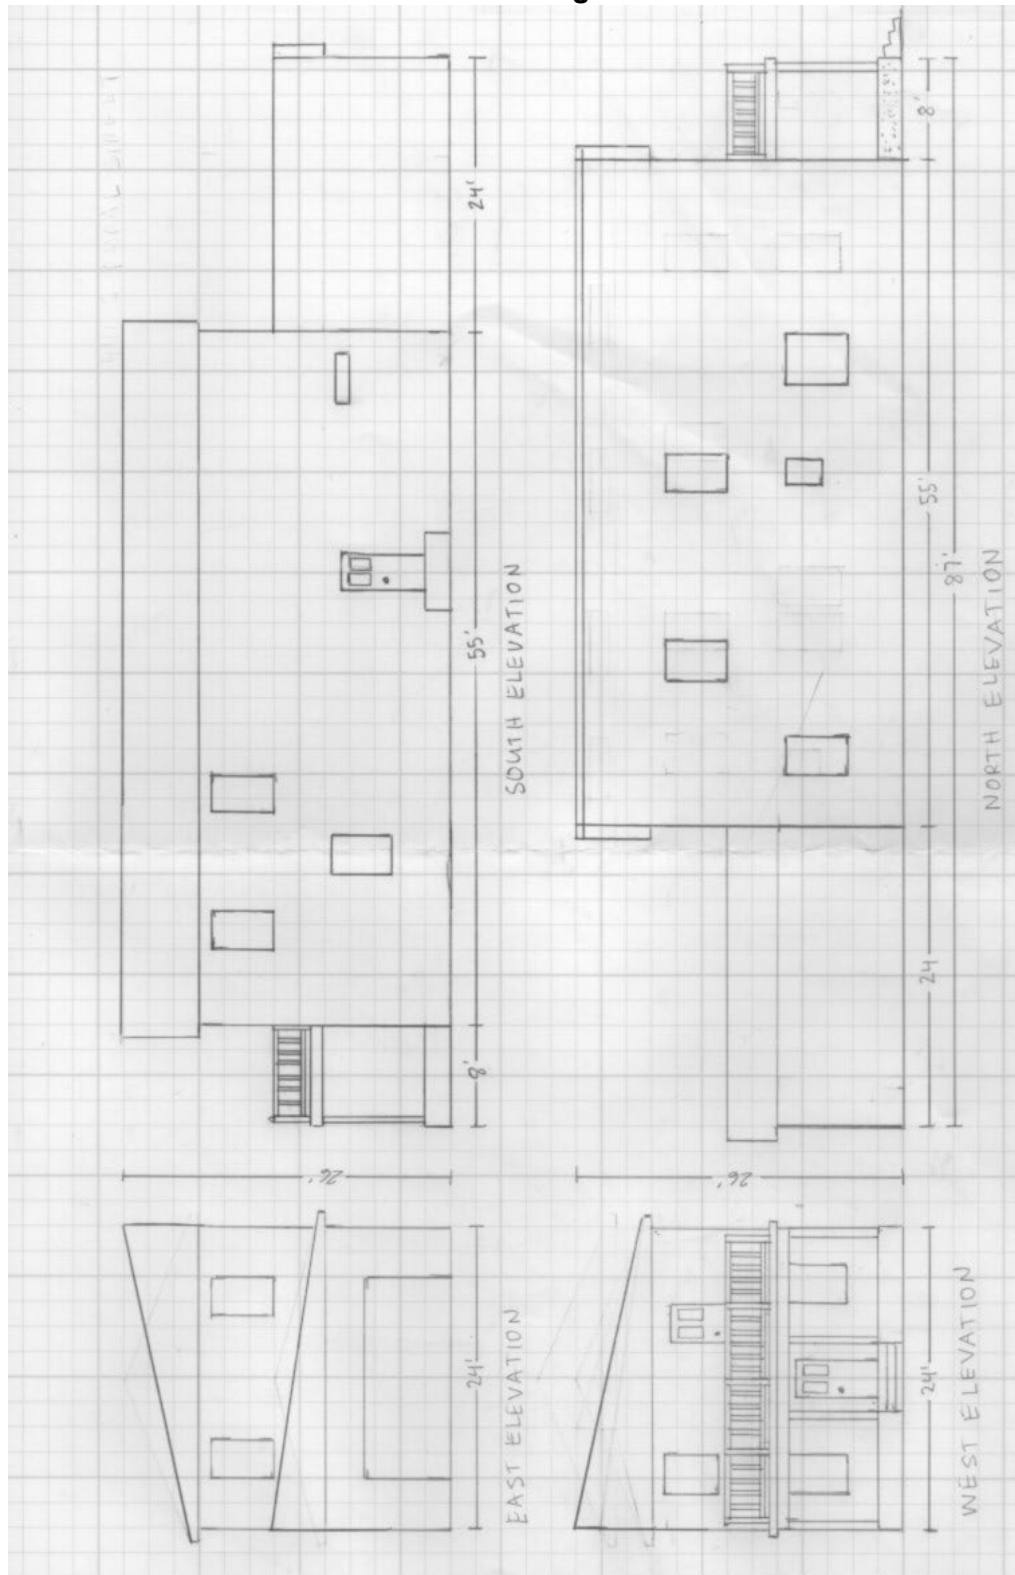 24'
55'
8'
SOUTH ELEVATION
8'
55'
87'
24
NORTH ELEVATION
26'
26'
24'
EAST ELEVATION
24'
WEST ELEVATION